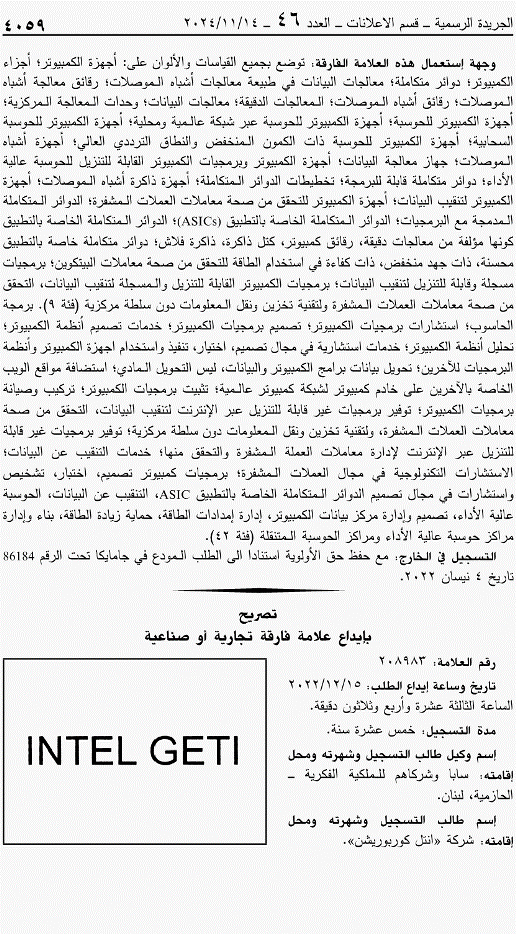 الجريدة الرسمية ــ قسم الاعلانات ــ العدد ٤٦ ــ ٢٠٢٤/١١/١٤
٤٠٥٩
وجهة إستعمال هذه العلامة الفارقة: توضع بجميع القياسات والألوان على: أجهزة الكمبيوتر؛ أجزاء
الكمبيوتر؛ دوائر متكاملة؛ معالجات البيانات في طبيعة معالجات أشباه الموصلات؛ رقائق معالجة أشباه
الموصلات؛ رقائق أشباه الموصلات؛ المعالجات الدقيقة؛ معالجات البيانات؛ وحدات المعالجة المركزية؛
أجهزة الكمبيوتر للحوسبة؛ أجهزة الكمبيوتر للحوسبة عبر شبكة عالمية ومحلية؛ أجهزة الكمبيوتر للحوسبة
السحابية؛ أجهزة الكمبيوتر للحوسبة ذات الكمون المنخفض والنطاق الترددي العالي؛ أجهزة أشباه
الموصلات؛ جهاز معالجة البيانات؛ أجهزة الكمبيوتر وبرمجيات الكمبيوتر القابلة للتنزيل للحوسبة عالية
الأداء؛ دوائر متكاملة قابلة للبرمجة؛ تخطيطات الدوائر المتكاملة؛ أجهزة ذاكرة أشباه الموصلات؛ أجهزة
الكمبيوتر لتنقيب البيانات؛ أجهزة الكمبيوتر للتحقق من صحة معاملات العملات المشفرة؛ الدوائر المتكاملة
المدمجة مع البرمجيات؛ الدوائر المتكاملة الخاصة بالتطبيق (ASICs)؛ الدوائر المتكاملة الخاصة بالتطبيق
كونها مؤلفة من معالجات دقيقة، رقائق كمبيوتر، كتل ذاكرة، ذاكرة فلاش؛ دوائر متكاملة خاصة بالتطبيق
محسنة، ذات جهد منخفض، ذات كفاءة في استخدام الطاقة للتحقق من صحة معاملات البيتكوين؛ برمجيات
مسجلة وقابلة للتنزيل لتنقيب البيانات؛ برمجيات الكمبيوتر القابلة للتنزيل والمسجلة لتنقيب البيانات، التحقق
من صحة معاملات العملات المشفرة ولتقنية تخزين ونقل المعلومات دون سلطة مركزية (فئة ٩). برمجة
الحاسوب؛ استشارات برمجيات الكمبيوتر؛ تصميم برمجيات الكمبيوتر؛ خدمات تصميم أنظمة الكمبيوتر؛
تحليل أنظمة الكمبيوتر؛ خدمات استشارية في مجال تصميم، اختيار، تنفيذ واستخدام اجهزة الكمبيوتر وأنظمة
البرمجيات للآخرين؛ تحويل بيانات برامج الكمبيوتر والبيانات، ليس التحويل المادي؛ استضافة مواقع الويب
الخاصة بالآخرين على خادم كمبيوتر لشبكة كمبيوتر عالمية؛ تثبيت برمجيات الكمبيوتر؛ تركيب وصيانة
برمجيات الكمبيوتر؛ توفير برمجيات غير قابلة للتنزيل عبر الإنترنت لتنقيب البيانات، التحقق من صحة
معاملات العملات المشفرة، ولتقنية تخزين ونقل المعلومات دون سلطة مركزية؛ توفير برمجيات غير قابلة
للتنزيل عبر الإنترنت لإدارة معاملات العملة المشفرة والتحقق منها؛ خدمات التنقيب عن البيانات؛
الاستشارات التكنولوجية في مجال العملات المشفرة؛ برمجيات كمبيوتر تصميم، اختبار، تشخيص
واستشارات في مجال تصميم الدوائر المتكاملة الخاصة بالتطبيق ASIC، التنقيب عن البيانات، الحوسبة
عالية الأداء، تصميم وإدارة مركز بيانات الكمبيوتر، إدارة إمدادات الطاقة، حماية زيادة الطاقة، بناء وإدارة
مراكز حوسبة عالية الأداء ومراكز الحوسبة المتنقلة (فئة ٤٢).
التسجيل في الخارج: مع حفظ حق الأولوية استنادا الى الطلب المودع في جامايكا تحت الرقم 86184
تاريخ ٤ نيسان ٢٠٢٢.
تصريح
بإيداع علامة فارقة تجارية أو صناعية
رقم العلامة: ٢٠٨٩٨٣
تاريخ وساعة إيداع الطلب: ٢٠٢٢/١٢/١٥
الساعة الثالثة عشرة وأربع وثلاثون دقيقة.
مدة التسجيل: خمس عشرة سنة.
إسم وكيل طالب التسجيل وشهرته ومحل
إقامته: سابا وشركاهم للملكية الفكرية ــ
الحازمية، لبنان.
إسم طالب التسجيل وشهرته ومحل
إقامته: شركة «انتل كوربوريشن».
INTEL GETI